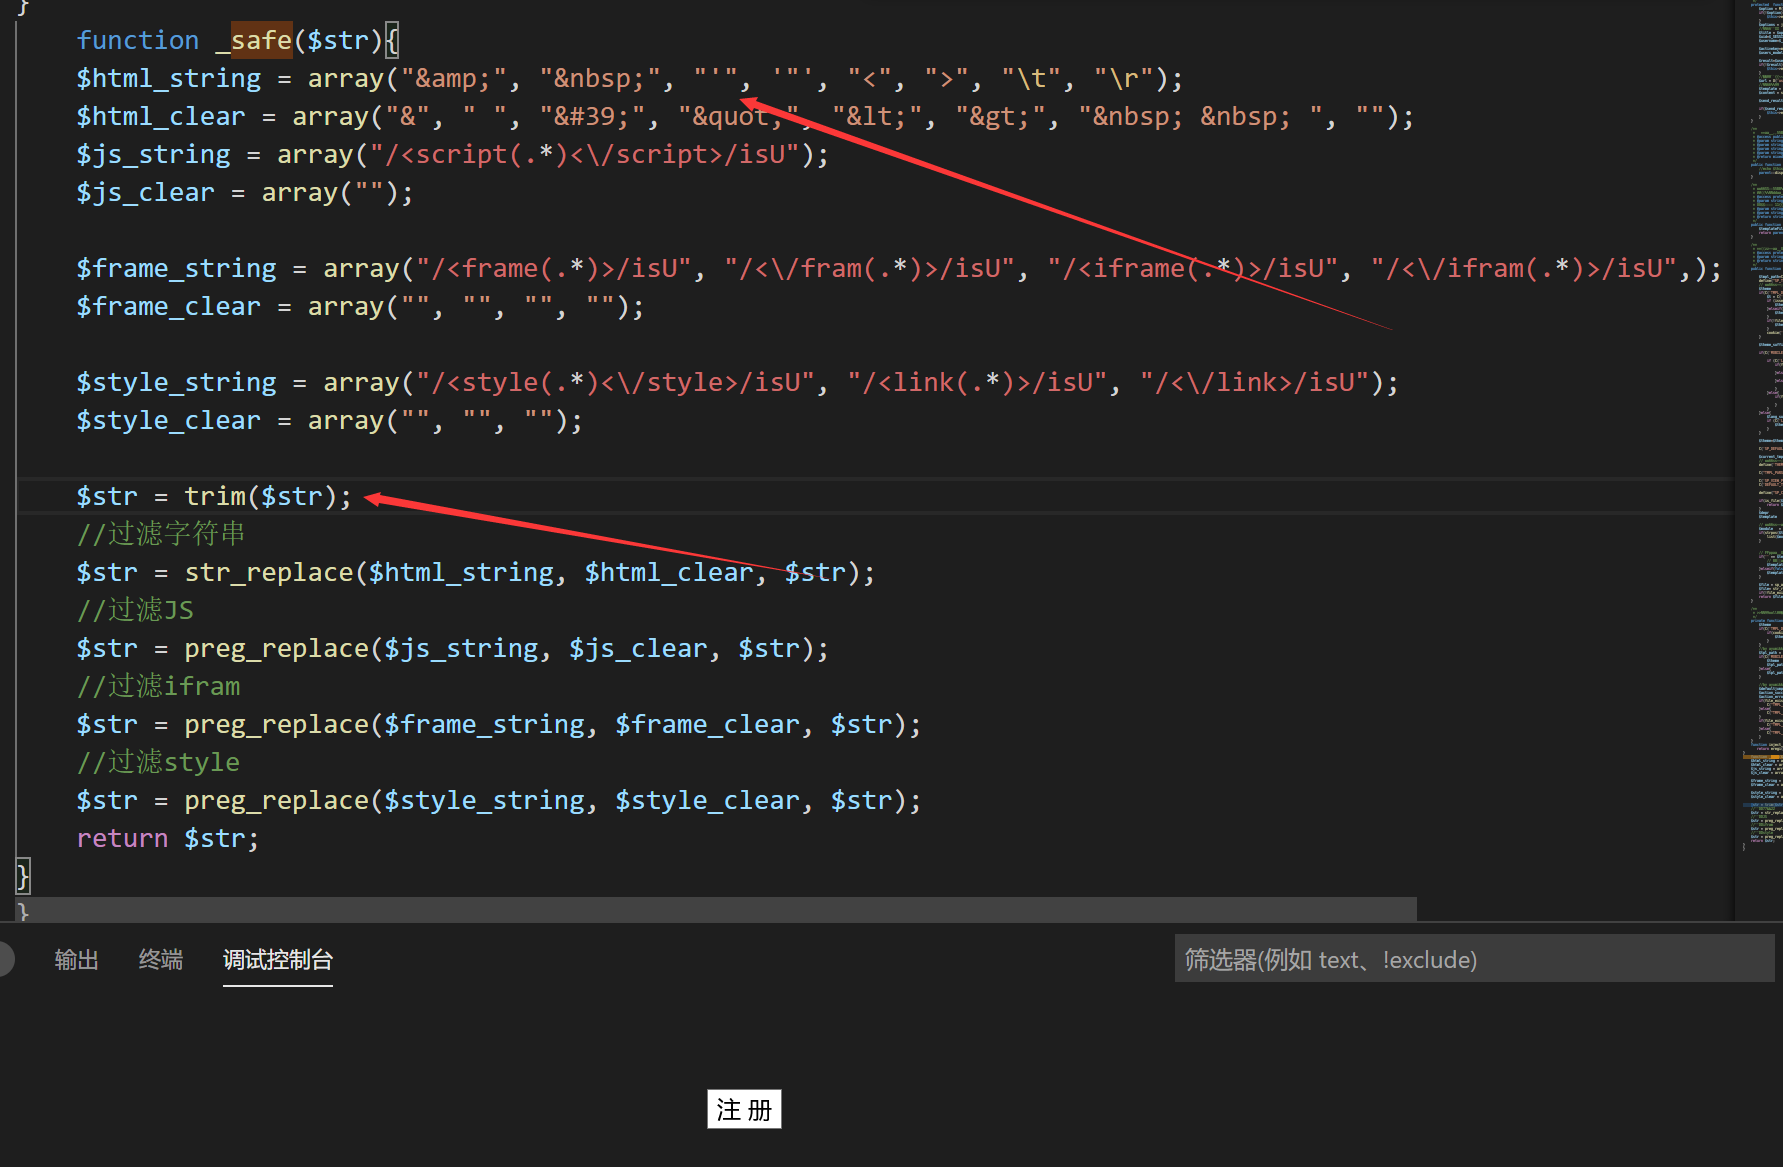 }
function _safe($str){
$html_string = array("&amp;", "&nbsp;", "'", '"', "<", ">", "\t", "\r");
$html_clear = array("&", " ", "&#39;", "&quot;", "&lt;", "&gt;", "&nbsp; &nbsp; ", "");
$js_string = array("/<script(.*)<\/script>/isU");
$js_clear = array("");
$frame_string = array("/<frame(.*)>/isU", "/<\/fram(.*)>/isU", "/<iframe(.*)>/isU", "/<\/ifram(.*)>/isU",);
$frame_clear = array("", "", "", "");
$style_string = array("/<style(.*)<\/style>/isU", "/<link(.*)>/isU", "/<\/link>/isU");
$style_clear = array("", "", "");
$str = trim($str);
//过滤字符串
$str = str_replace($html_string, $html_clear, $str);
//过滤JS
$str = preg_replace($js_string, $js_clear, $str);
//过滤ifram
$str = preg_replace($frame_string, $frame_clear, $str);
//过滤style
$str = preg_replace($style_string, $style_clear, $str);
return $str;
}
}
输出 终端 调试控制台 筛选器(例如 text、!exclude)
注 册